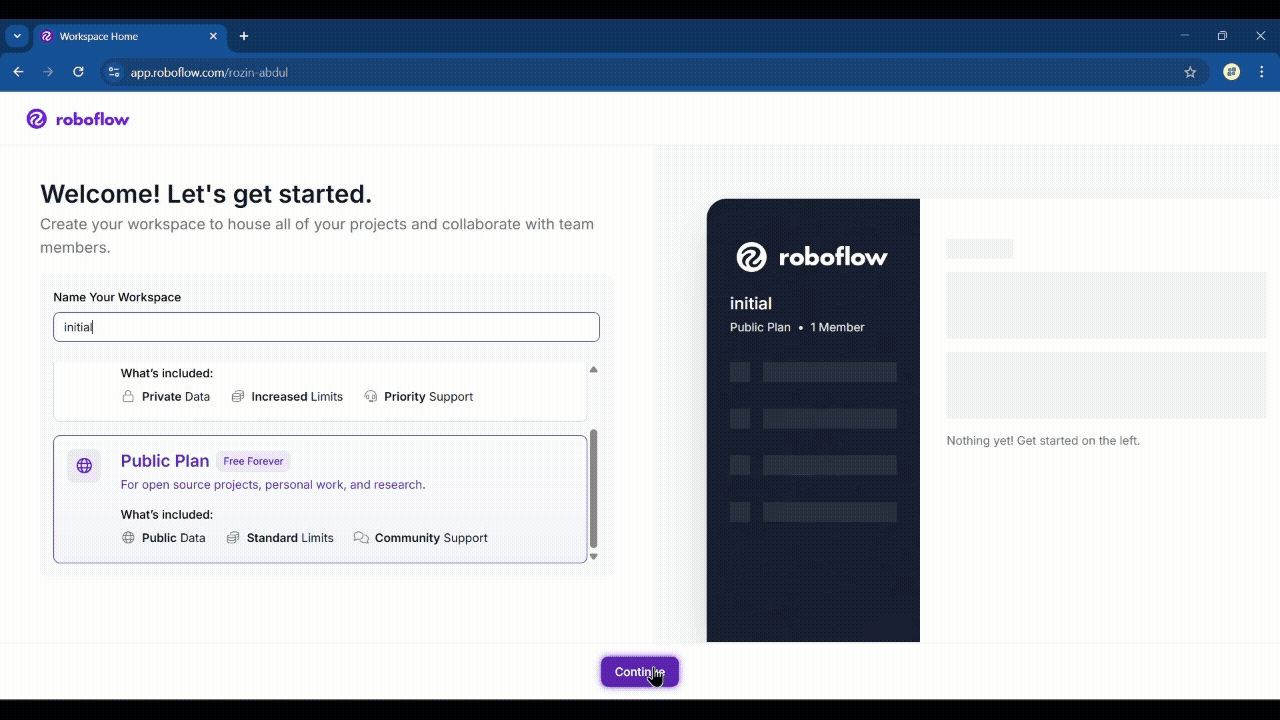 Workspace Home
app.roboflow.com/rozin-abdul
roboflow
Welcome! Let's get started.
Create your workspace to house all of your projects and collaborate with team
members.
Name Your Workspace
initial
What's included:
Private Data Increased Limits Priority Support
Public Plan Free Forever
For open source projects, personal work, and research.
What's included:
Public Data Standard Limits Community Support
roboflow
initial
Public Plan • 1 Member
Nothing yet! Get started on the left.
Continue